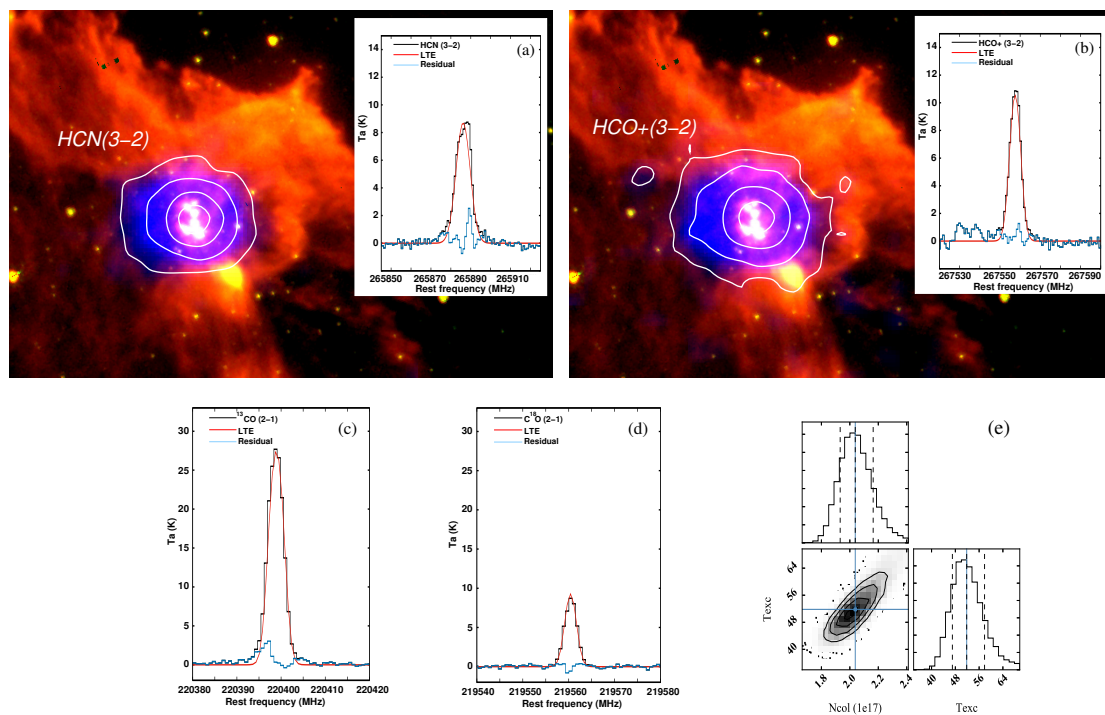 HCN(3−2)
(a)
HCN (3−2)
LTE
Residual
Ta (K)
14
12
10
8
6
4
2
0
265850 265870 265890 265910
Rest frequency (MHz)
HCO+(3−2)
(b)
HCO+ (3−2)
LTE
Residual
Ta (K)
14
12
10
8
6
4
2
0
267530 267550 267570 267590
Rest frequency (MHz)
(c)
¹³CO (2−1)
LTE
Residual
Ta (K)
30
25
20
15
10
5
0
220380 220390 220400 220410 220420
Rest frequency (MHz)
(d)
C¹⁸O (2−1)
LTE
Residual
Ta (K)
30
25
20
15
10
5
0
219540 219550 219560 219570 219580
Rest frequency (MHz)
(e)
Texc
64
56
48
40
1.8 2.0 2.2 2.4
Ncol (1e17)
40 48 56 64
Texc